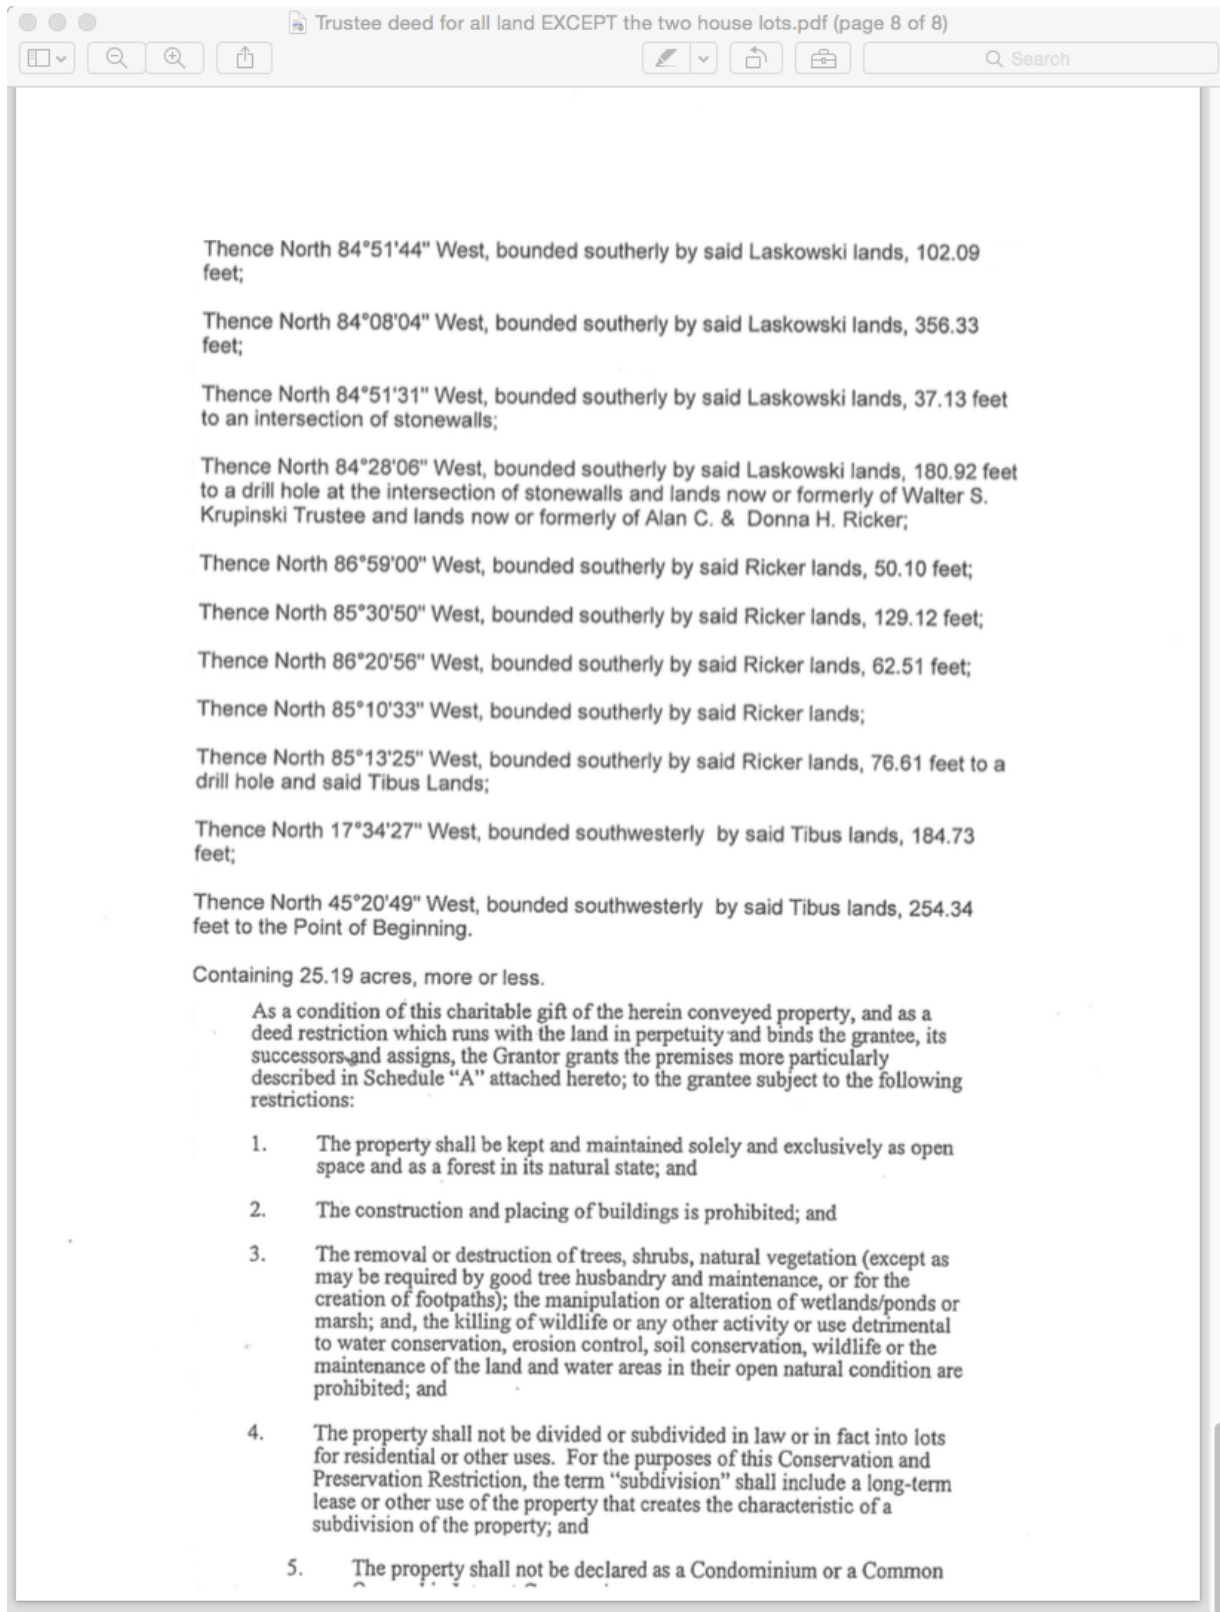 Trustee deed for all land EXCEPT the two house lots.pdf (page 8 of 8)
Search
Thence North 84°51'44" West, bounded southerly by said Laskowski lands, 102.09
feet;
Thence North 84°08'04" West, bounded southerly by said Laskowski lands, 356.33
feet;
Thence North 84°51'31" West, bounded southerly by said Laskowski lands, 37.13 feet
to an intersection of stonewalls;
Thence North 84°28'06" West, bounded southerly by said Laskowski lands, 180.92 feet
to a drill hole at the intersection of stonewalls and lands now or formerly of Walter S.
Krupinski Trustee and lands now or formerly of Alan C. & Donna H. Ricker;
Thence North 86°59'00" West, bounded southerly by said Ricker lands, 50.10 feet;
Thence North 85°30'50" West, bounded southerly by said Ricker lands, 129.12 feet;
Thence North 86°20'56" West, bounded southerly by said Ricker lands, 62.51 feet;
Thence North 85°10'33" West, bounded southerly by said Ricker lands;
Thence North 85°13'25" West, bounded southerly by said Ricker lands, 76.61 feet to a
drill hole and said Tibus Lands;
Thence North 17°34'27" West, bounded southwesterly by said Tibus lands, 184.73
feet;
Thence North 45°20'49" West, bounded southwesterly by said Tibus lands, 254.34
feet to the Point of Beginning.
Containing 25.19 acres, more or less.
As a condition of this charitable gift of the herein conveyed property, and as a
deed restriction which runs with the land in perpetuity and binds the grantee, its
successors and assigns, the Grantor grants the premises more particularly
described in Schedule “A” attached hereto; to the grantee subject to the following
restrictions:
1. The property shall be kept and maintained solely and exclusively as open
space and as a forest in its natural state; and
2. The construction and placing of buildings is prohibited; and
3. The removal or destruction of trees, shrubs, natural vegetation (except as
may be required by good tree husbandry and maintenance, or for the
creation of footpaths); the manipulation or alteration of wetlands/ponds or
marsh; and, the killing of wildlife or any other activity or use detrimental
to water conservation, erosion control, soil conservation, wildlife or the
maintenance of the land and water areas in their open natural condition are
prohibited; and
4. The property shall not be divided or subdivided in law or in fact into lots
for residential or other uses. For the purposes of this Conservation and
Preservation Restriction, the term “subdivision” shall include a long-term
lease or other use of the property that creates the characteristic of a
subdivision of the property; and
5. The property shall not be declared as a Condominium or a Common